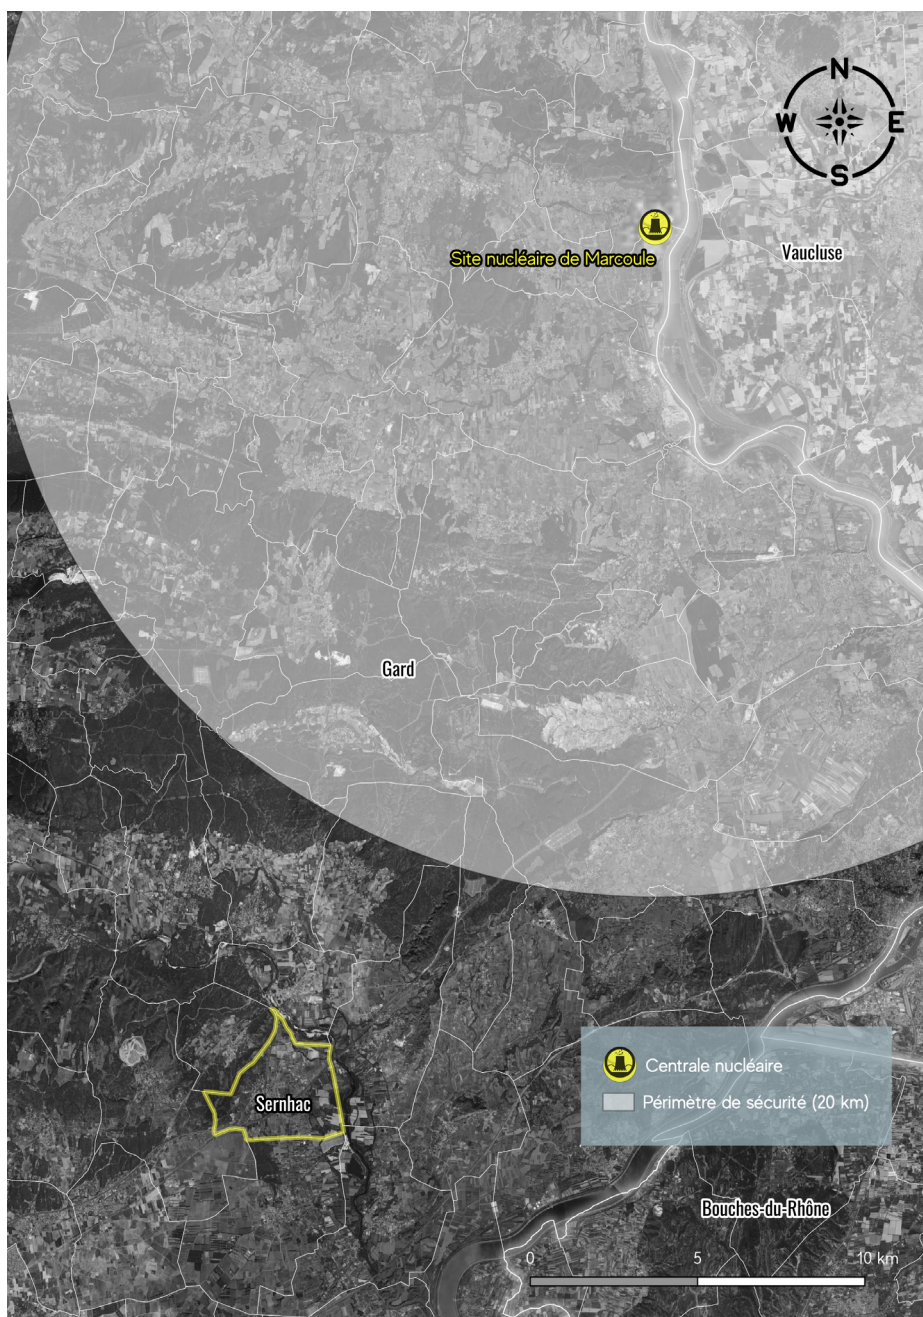 N
W E
S
Site nucléaire de Marcoule
Vaucluse
Gard
Sernhac
Centrale nucléaire
Périmètre de sécurité (20 km)
Bouches-du-Rhône
0 5 10 km